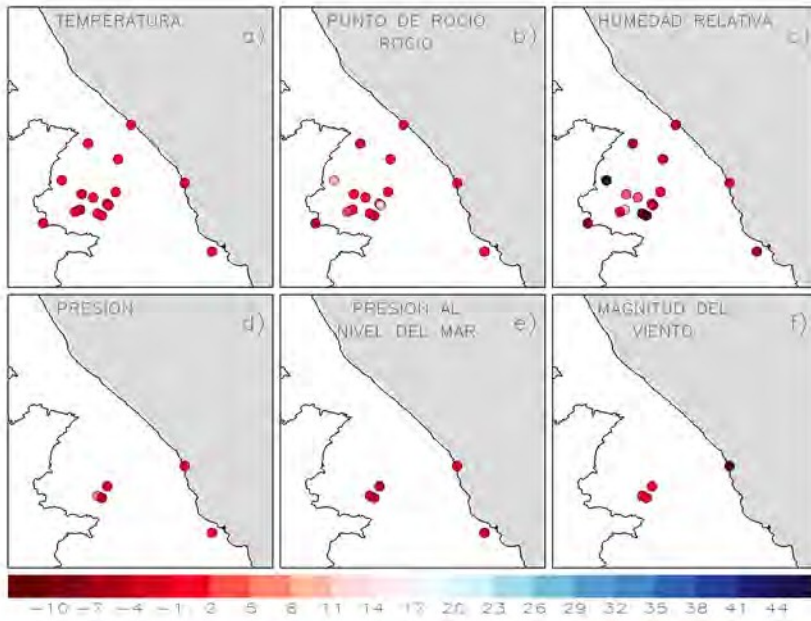 TEMPERATURA
a)
PUNTO DE ROCIO
ROCIO
b)
HUMEDAD RELATIVA
c)
PRESION
d)
PRESION AL
NIVEL DEL MAR
e)
MAGNITUD DEL
VIENTO
f)
-10 -7 -4 -1 2 5 8 11 14 17 20 23 26 29 32 35 38 41 44